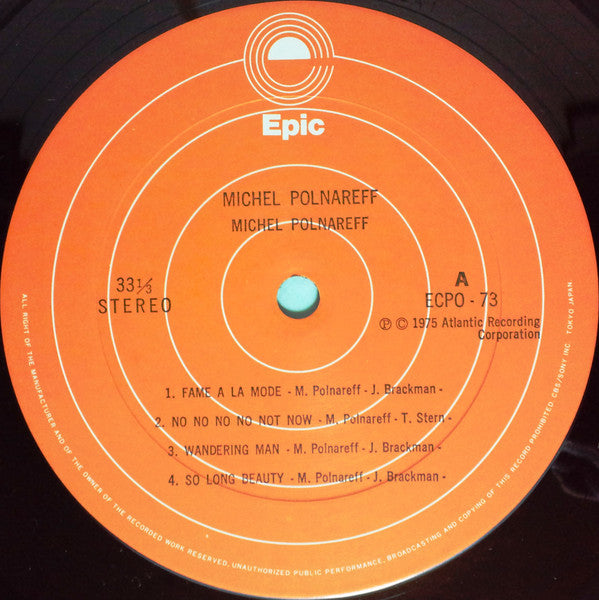 Epic
MICHEL POLNAREFF
MICHEL POLNAREFF
33⅓
STEREO
A
ECPO - 73
Ⓟ © 1975 Atlantic Recording
Corporation
1. FAME A LA MODE - M. Polnareff - J. Brackman -
2. NO NO NO NO NOT NOW - M. Polnareff - T. Stern -
3. WANDERING MAN - M. Polnareff - J. Brackman -
4. SO LONG BEAUTY - M. Polnareff - J. Brackman -
ALL RIGHT OF THE MANUFACTURER AND OF THE OWNER OF THE RECORDED WORK RESERVED. UNAUTHORIZED PUBLIC PERFORMANCE, BROADCASTING AND COPYING OF THIS RECORD PROHIBITED CBS/SONY INC. TOKYO JAPAN.